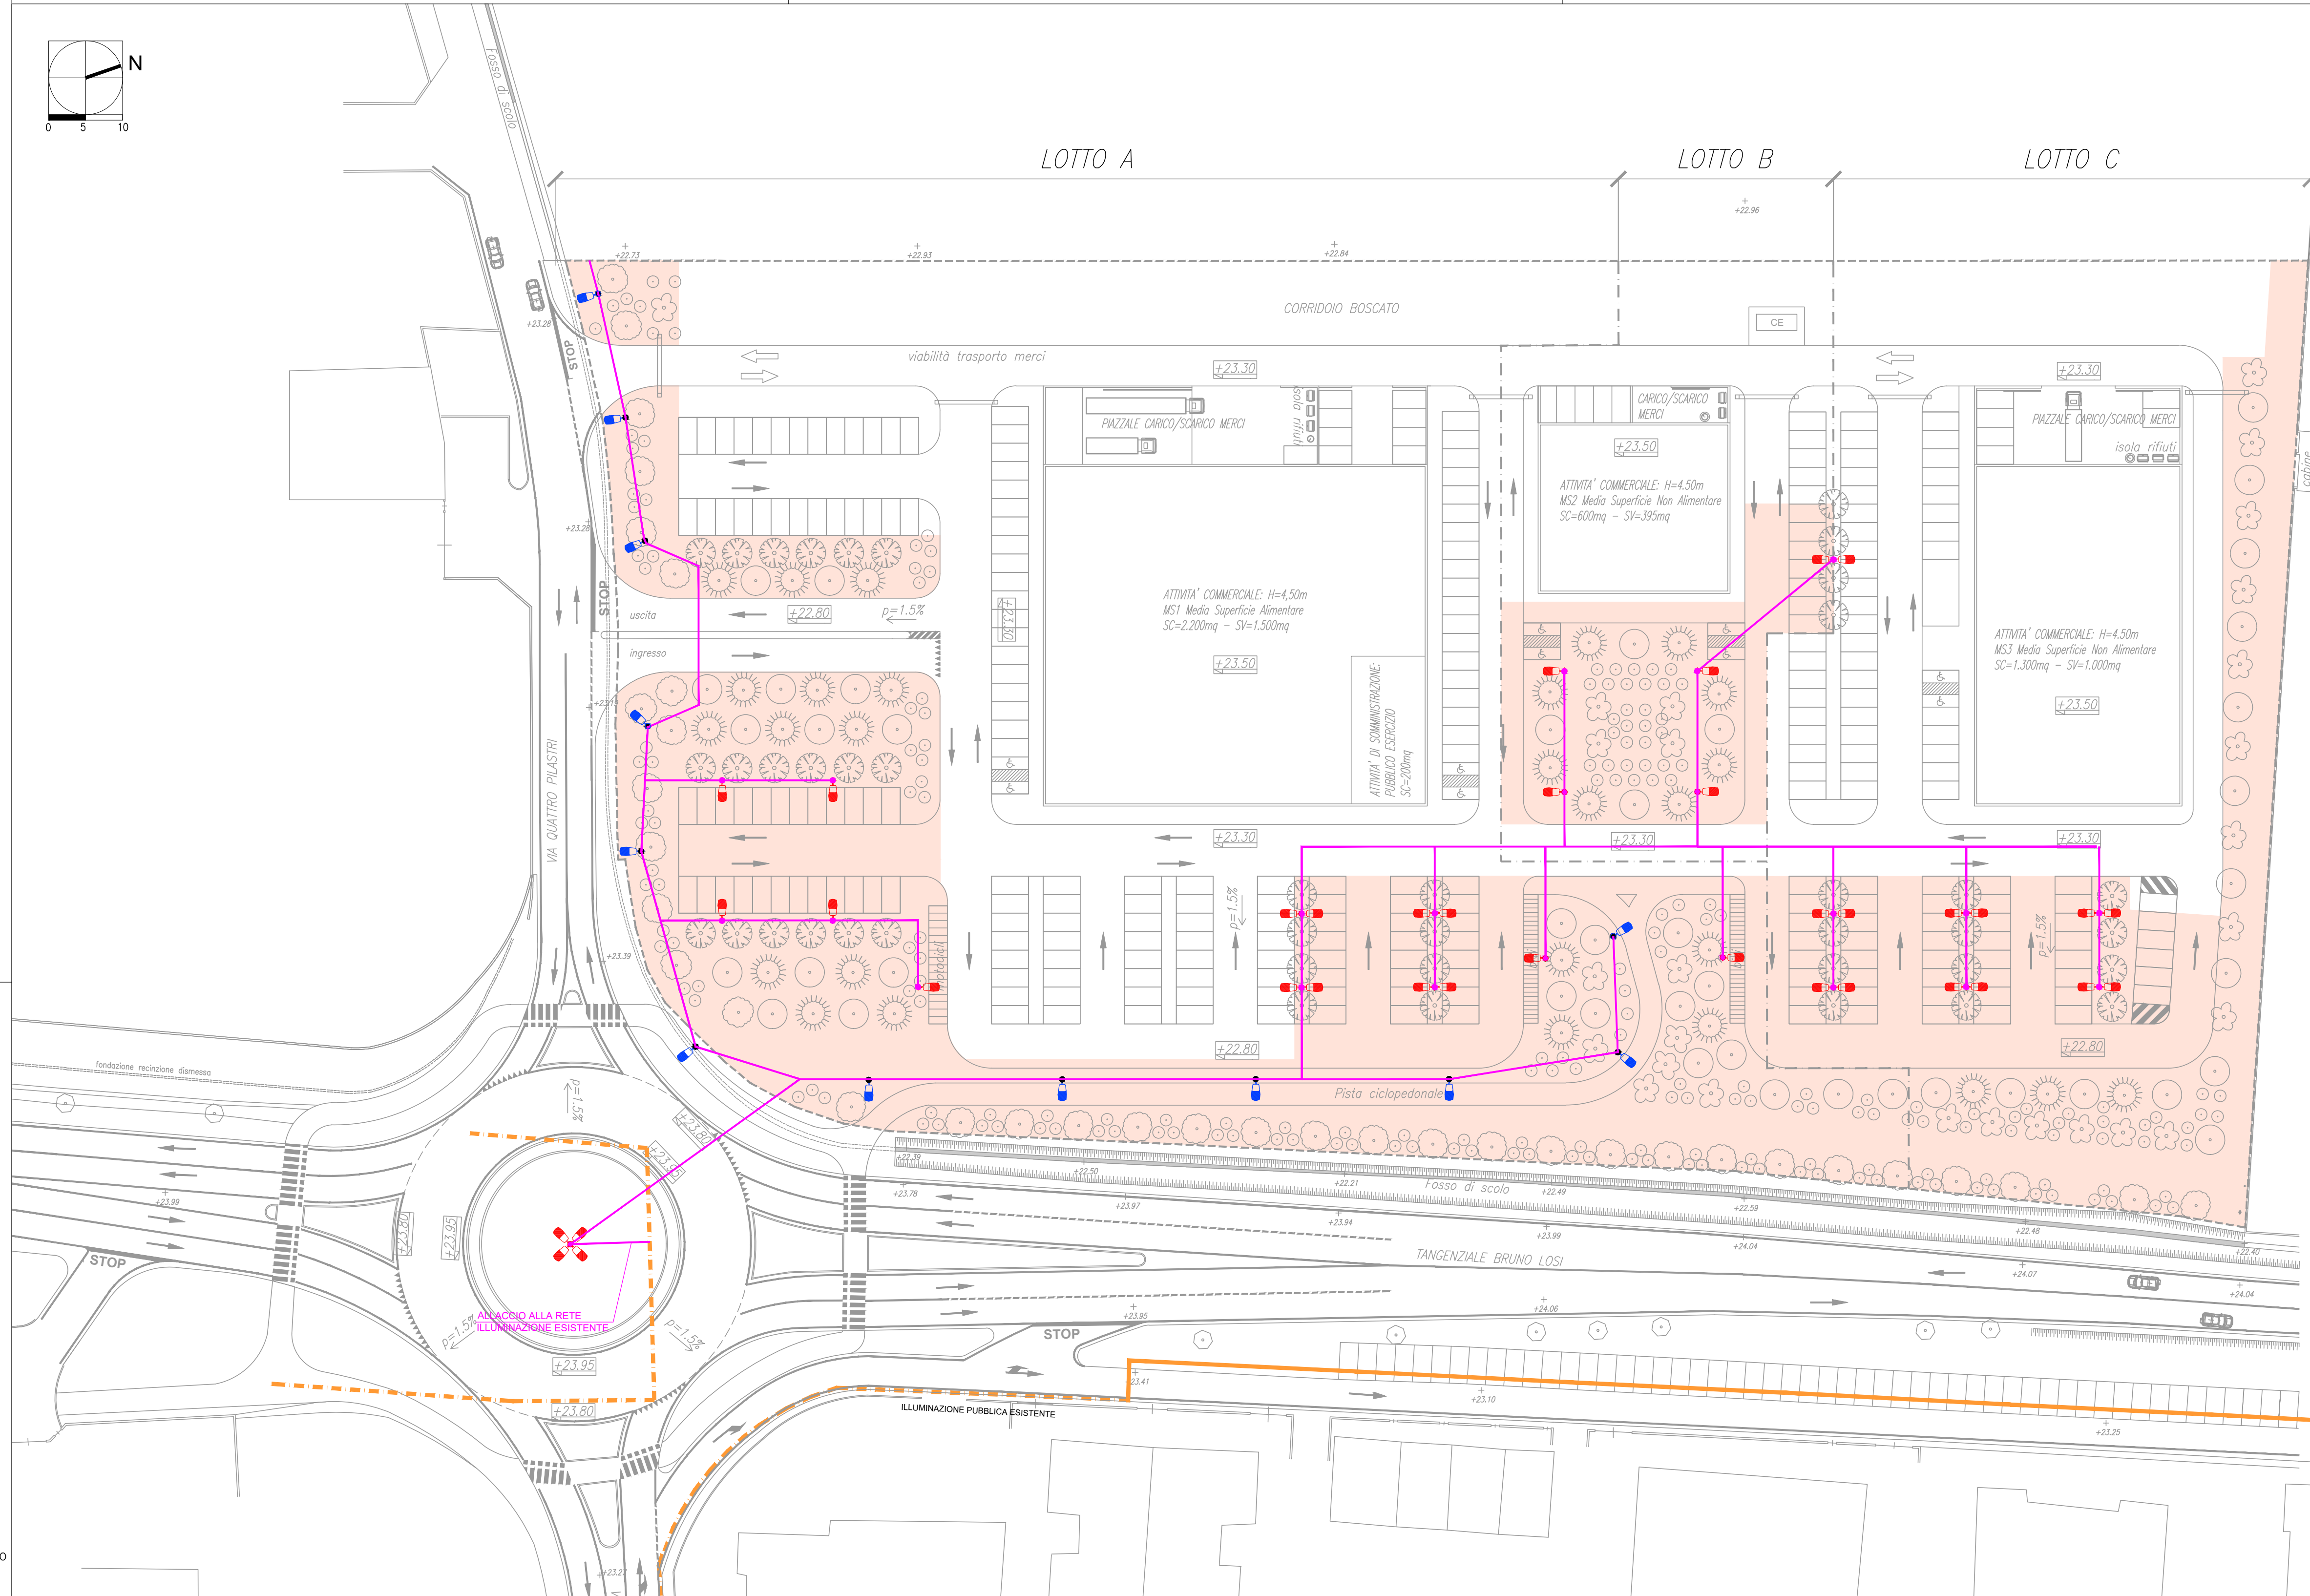 N
0 5 10
Fosso di scolo
LOTTO A
LOTTO B
LOTTO C
+22.96
+22.73
+22.93
+22.84
CORRIDOIO BOSCATO
CE
+23.28
STOP
viabilità trasporto merci
+23.30
+23.30
PIAZZALE CARICO/SCARICO MERCI
isola rifiuti
CARICO/SCARICO
MERCI
PIAZZALE CARICO/SCARICO MERCI
isola rifiuti
cabine
+23.50
ATTIVITA' COMMERCIALE: H=4.50m
MS2 Media Superficie Non Alimentare
SC=600mq - SV=395mq
+23.28
STOP
uscita
+22.80
p=1.5%
+23.30
ingresso
ATTIVITA' COMMERCIALE: H=4,50m
MS1 Media Superficie Alimentare
SC=2.200mq - SV=1.500mq
+23.50
ATTIVITA' DI SOMMINISTRAZIONE:
PUBBLICO ESERCIZIO
SC=200mq
ATTIVITA' COMMERCIALE: H=4.50m
MS3 Media Superficie Non Alimentare
SC=1.300mq - SV=1.000mq
+23.50
VIA QUATTRO PILASTRI
+23.30
+23.30
+23.30
p=1.5%
p=1.5%
+23.39
motocicli
+22.80
+22.80
Pista ciclopedonale
fondazione recinzione dismessa
p=1.5%
+23.80
+23.95
+22.39
+22.50
+22.21
Fosso di scolo
+22.49
+22.59
+22.48
+22.40
+23.99
+23.78
+23.97
+23.94
+23.99
+24.04
+24.07
+24.04
+23.80
+23.95
STOP
TANGENZIALE BRUNO LOSI
ALLACCIO ALLA RETE
ILLUMINAZIONE ESISTENTE
p=1.5%
p=1.5%
+23.95
+24.06
STOP
+23.95
+23.41
+23.10
+23.25
+23.80
ILLUMINAZIONE PUBBLICA ESISTENTE
+23.27